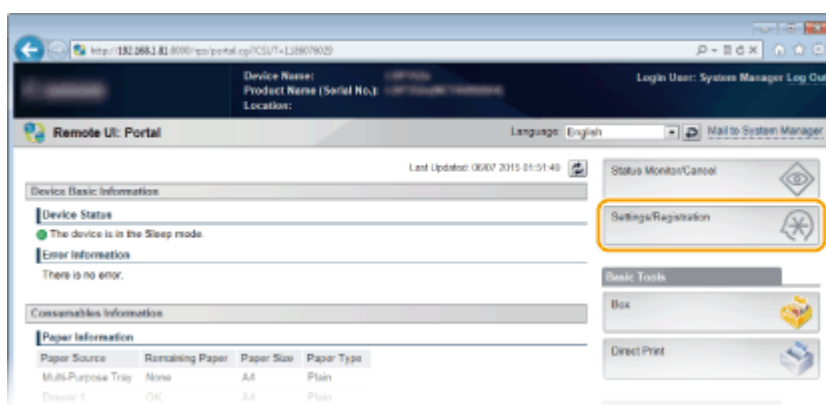 http://192.168.1.81:8000/rps/portal.cgi?CSUT=1186076029
Device Name:
Product Name (Serial No.):
Location:
Login User: System Manager Log Out
Remote UI: Portal
Language: English
Mail to System Manager
Last Updated: 06/07 2015 01:51:49
Device Basic Information
Device Status
The device is in the Sleep mode.
Error Information
There is no error.
Consumables Information
Paper Information
Paper Source Remaining Paper Paper Size Paper Type
Multi-Purpose Tray None A4 Plain
Drawer 1 OK A4 Plain
Status Monitor/Cancel
Settings/Registration
Basic Tools
Box
Direct Print